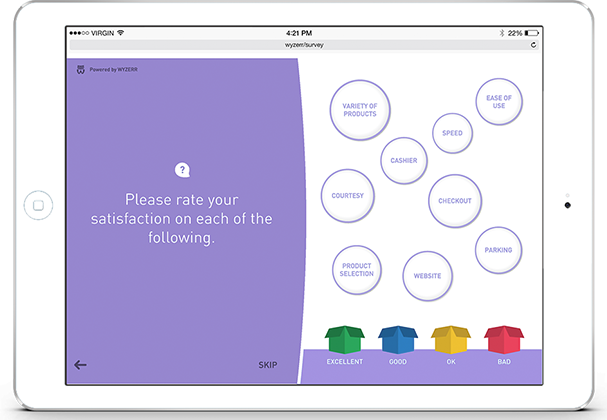 VIRGIN
4:21 PM
22%
wyzerr/survey
Powered by WYZERR
?
Please rate your
satisfaction on each of the
following.
SKIP
VARIETY OF
PRODUCTS
EASE OF
USE
SPEED
CASHIER
COURTESY
CHECKOUT
PARKING
PRODUCT
SELECTION
WEBSITE
EXCELLENT
GOOD
OK
BAD